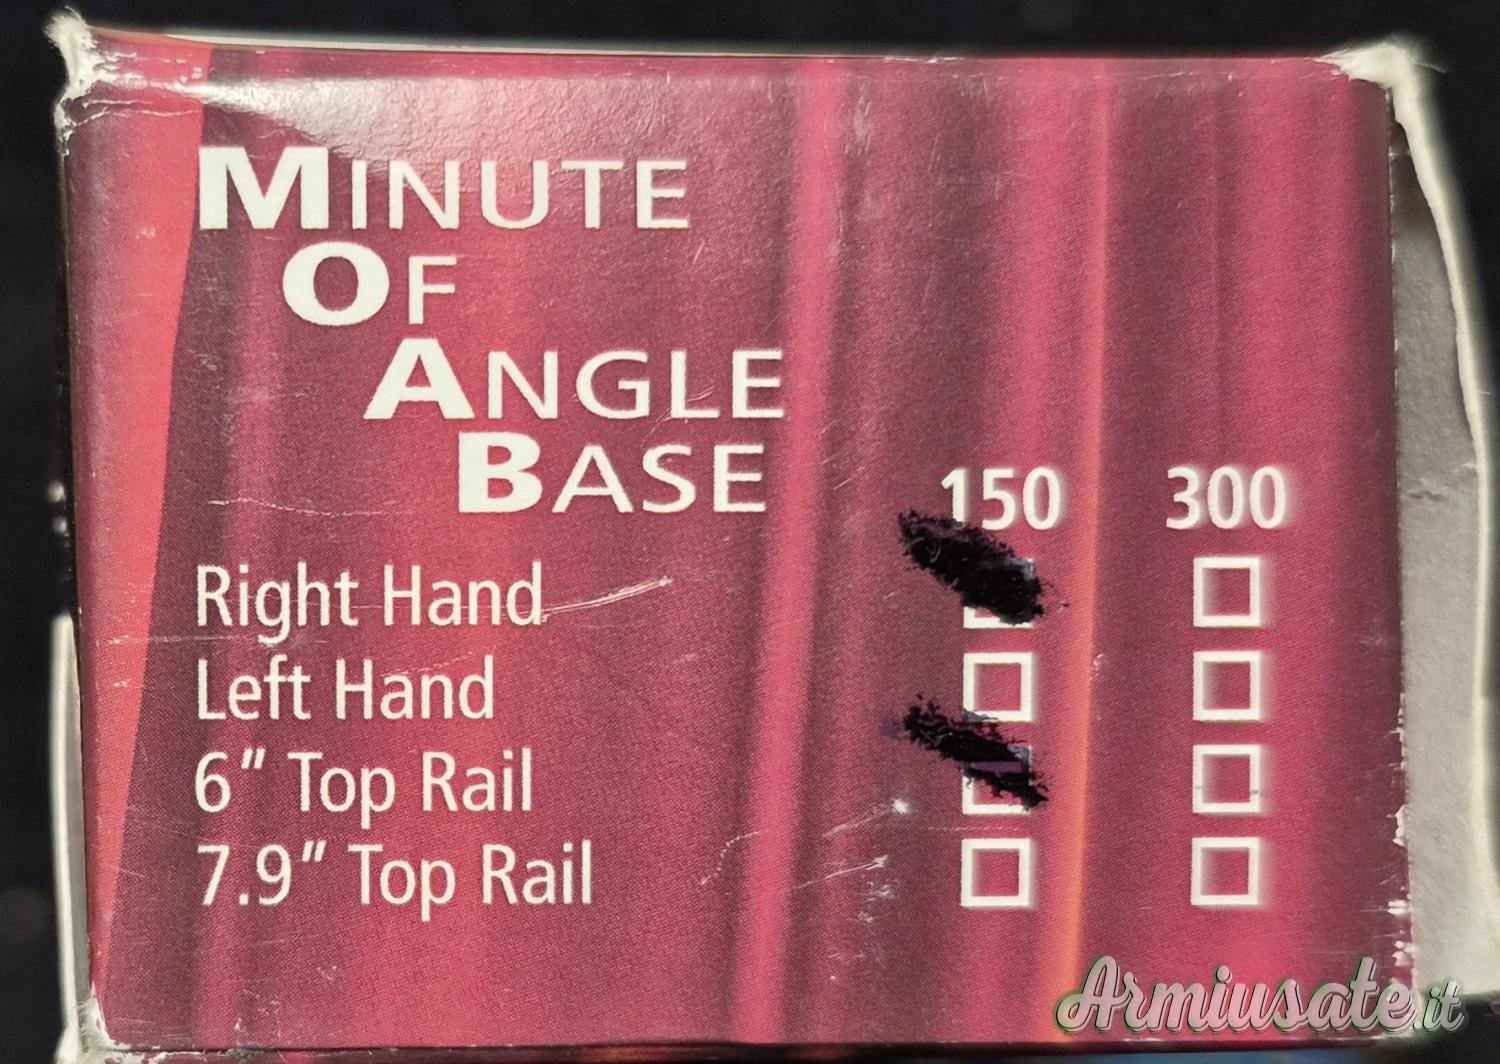 MINUTE
OF
ANGLE
BASE
150 300
Right Hand
Left Hand
6" Top Rail
7.9" Top Rail
Armiusate.it